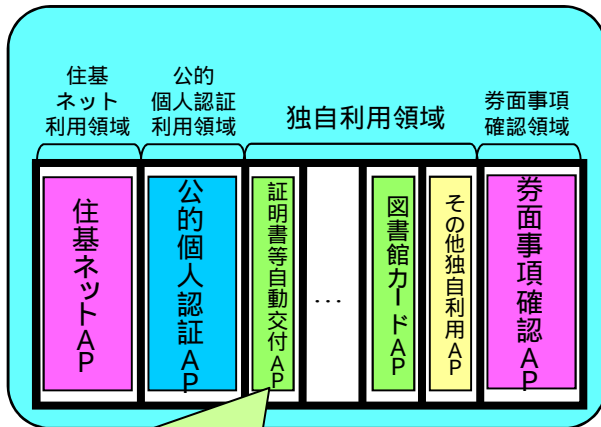 住基
ネット
利用領域
公的
個人認証
利用領域
独自利用領域
券面事項
確認領域
住基ネットAP
公的個人認証AP
証明書等自動交付AP
...
図書館カードAP
その他独自利用AP
券面事項確認AP